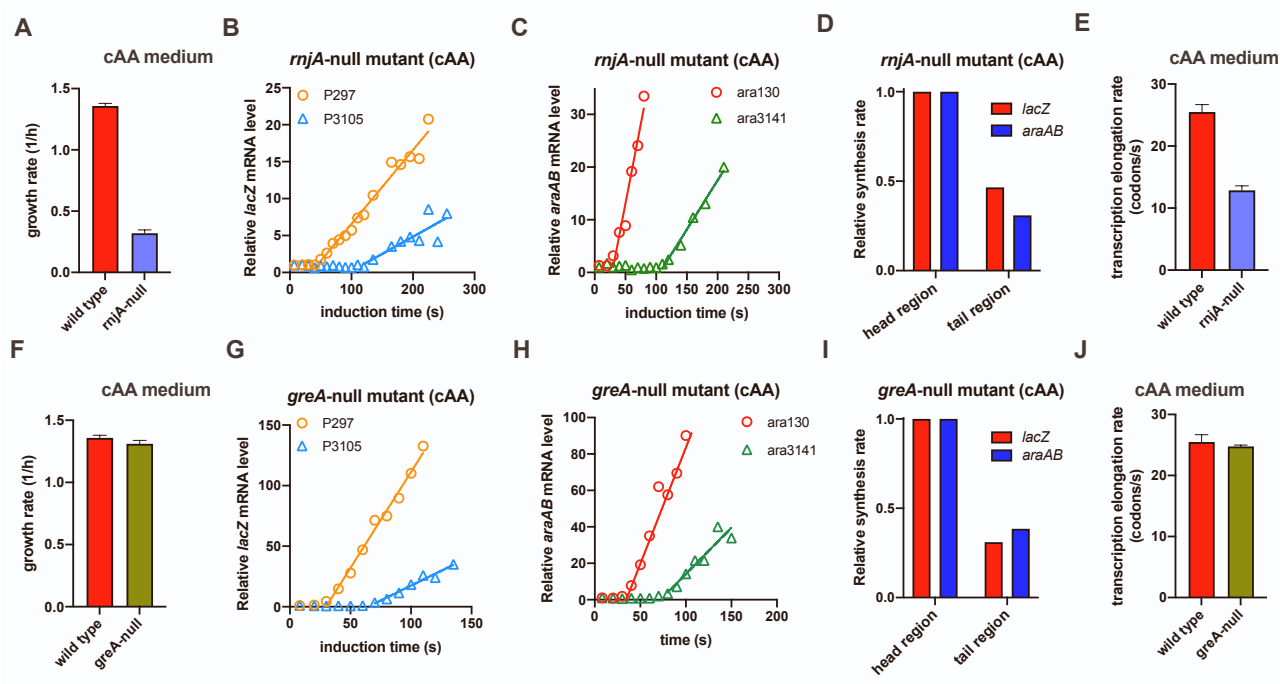 A
cAA medium
growth rate (1/h)
1.5
1.0
0.5
0.0
wild type
rnjA-null
B
rnjA-null mutant (cAA)
Relative lacZ mRNA level
25
20
15
10
5
0
P297
P3105
0 100 200 300
induction time (s)
C
rnjA-null mutant (cAA)
Relative araAB mRNA level
30
20
10
0
ara130
ara3141
0 50 100 150 200 250 300
induction time (s)
D
rnjA-null mutant (cAA)
Relative synthesis rate
1.0
0.5
0.0
lacZ
araAB
head region
tail region
E
cAA medium
transcription elongation rate
(codons/s)
30
20
10
0
wild type
rnjA-null
F
cAA medium
growth rate (1/h)
1.5
1.0
0.5
0.0
wild type
greA-null
G
greA-null mutant (cAA)
Relative lacZ mRNA level
150
100
50
0
P297
P3105
0 50 100 150
induction time (s)
H
greA-null mutant (cAA)
Relative araAB mRNA level
100
80
60
40
20
0
ara130
ara3141
0 50 100 150 200
time (s)
I
greA-null mutant (cAA)
Relative synthesis rate
1.0
0.5
0.0
lacZ
araAB
head region
tail region
J
cAA medium
transcription elongation rate
(codons/s)
30
20
10
0
wild type
greA-null